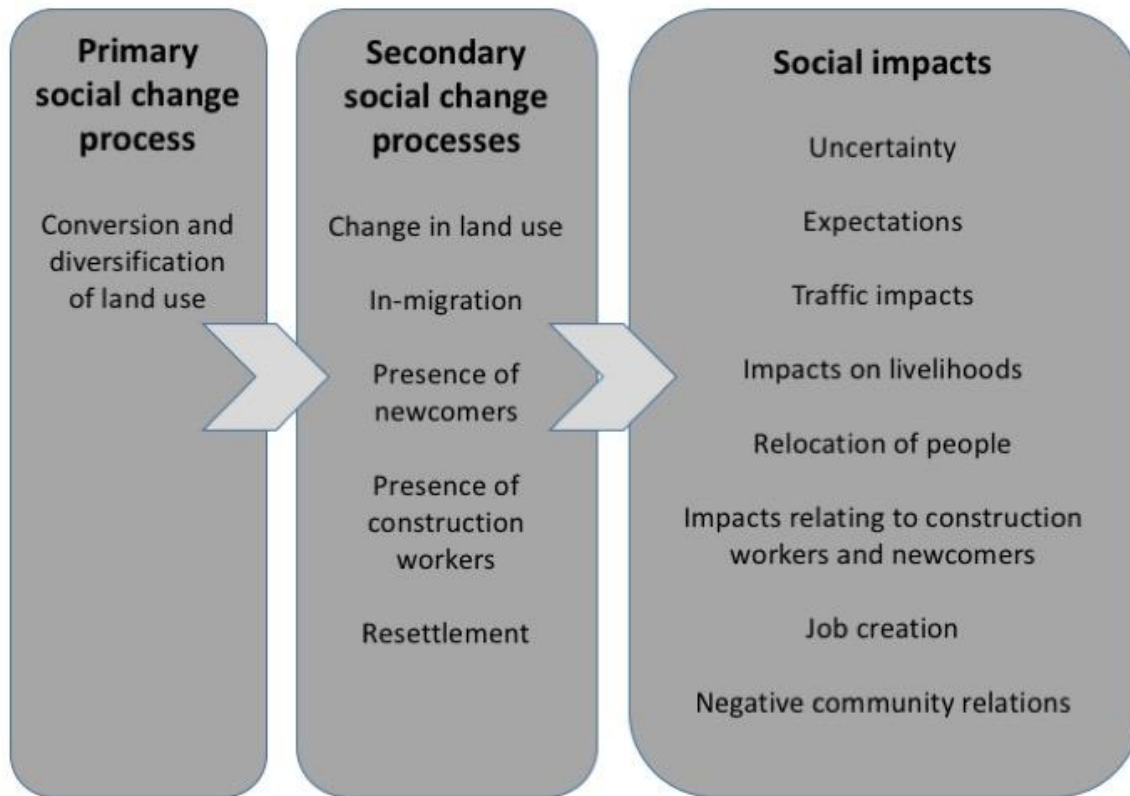 Primary
social change
process
Conversion and
diversification
of land use
Secondary
social change
processes
Change in land use
In-migration
Presence of
newcomers
Presence of
construction
workers
Resettlement
Social impacts
Uncertainty
Expectations
Traffic impacts
Impacts on livelihoods
Relocation of people
Impacts relating to construction
workers and newcomers
Job creation
Negative community relations